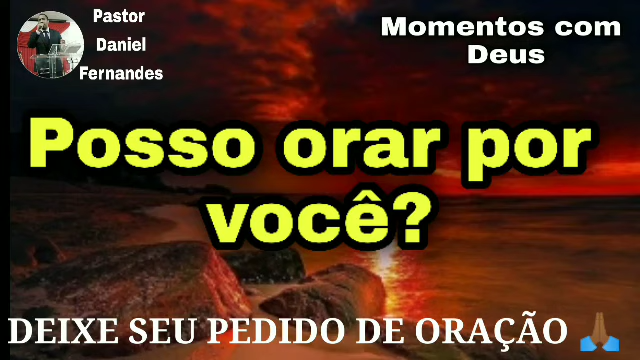 Pastor
Daniel
Fernandes
Momentos com
Deus
Posso orar por
você?
DEIXE SEU PEDIDO DE ORAÇÃO 🙏🏾